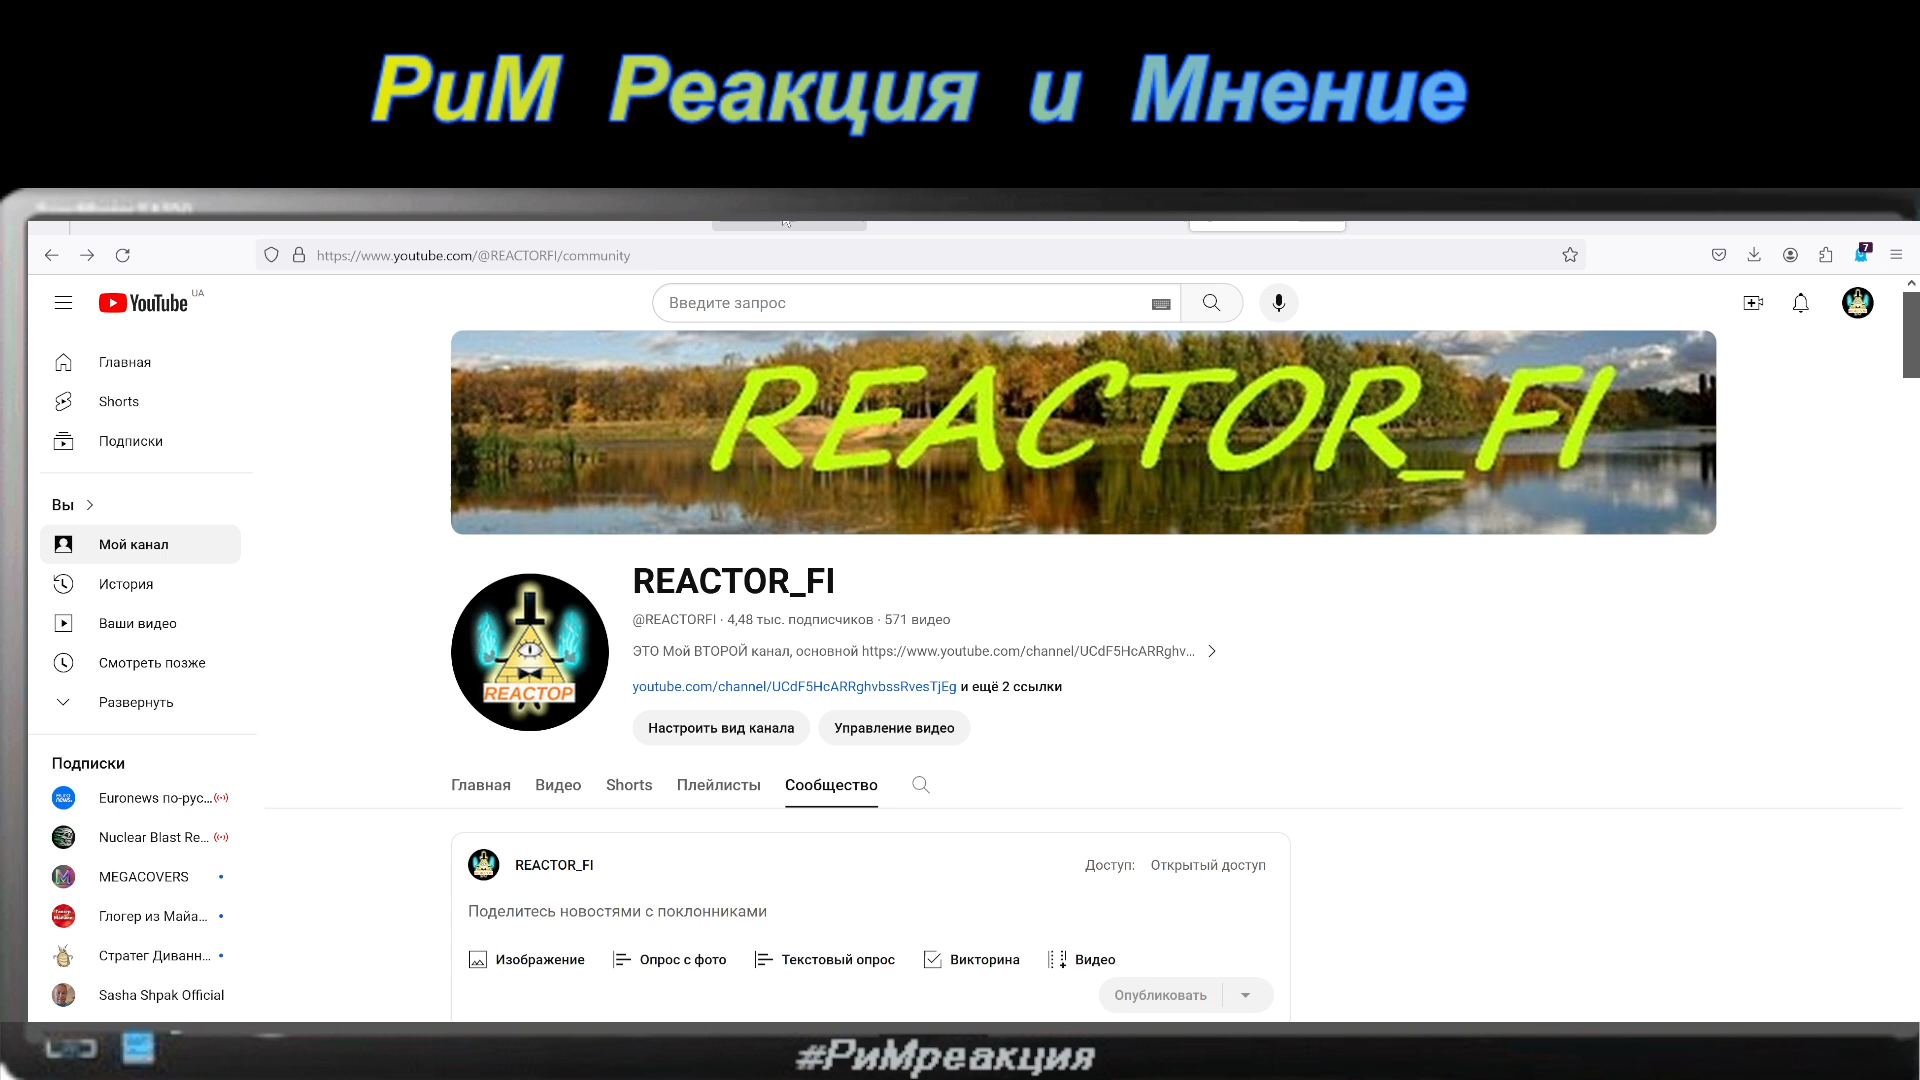 РиМ Реакция и Мнение
https://www.youtube.com/@REACTORFI/community
7
YouTube UA
Введите запрос
Главная
Shorts
Подписки
Вы
Мой канал
История
Ваши видео
Смотреть позже
Развернуть
Подписки
Euronews по-рус...
Nuclear Blast Re...
MEGACOVERS
Глогер из Майа...
Стратег Диванн...
Sasha Shpak Official
REACTOR_FI
REACTOP
REACTOR_FI
@REACTORFI · 4,48 тыс. подписчиков · 571 видео
ЭТО Мой ВТОРОЙ канал, основной https://www.youtube.com/channel/UCdF5HcARRghv...
youtube.com/channel/UCdF5HcARRghvbssRvesTjEg и ещё 2 ссылки
Настроить вид канала Управление видео
Главная Видео Shorts Плейлисты Сообщество
REACTOR_FI Доступ: Открытый доступ
Поделитесь новостями с поклонниками
Изображение Опрос с фото Текстовый опрос Викторина Видео
Опубликовать
#РиМреакция